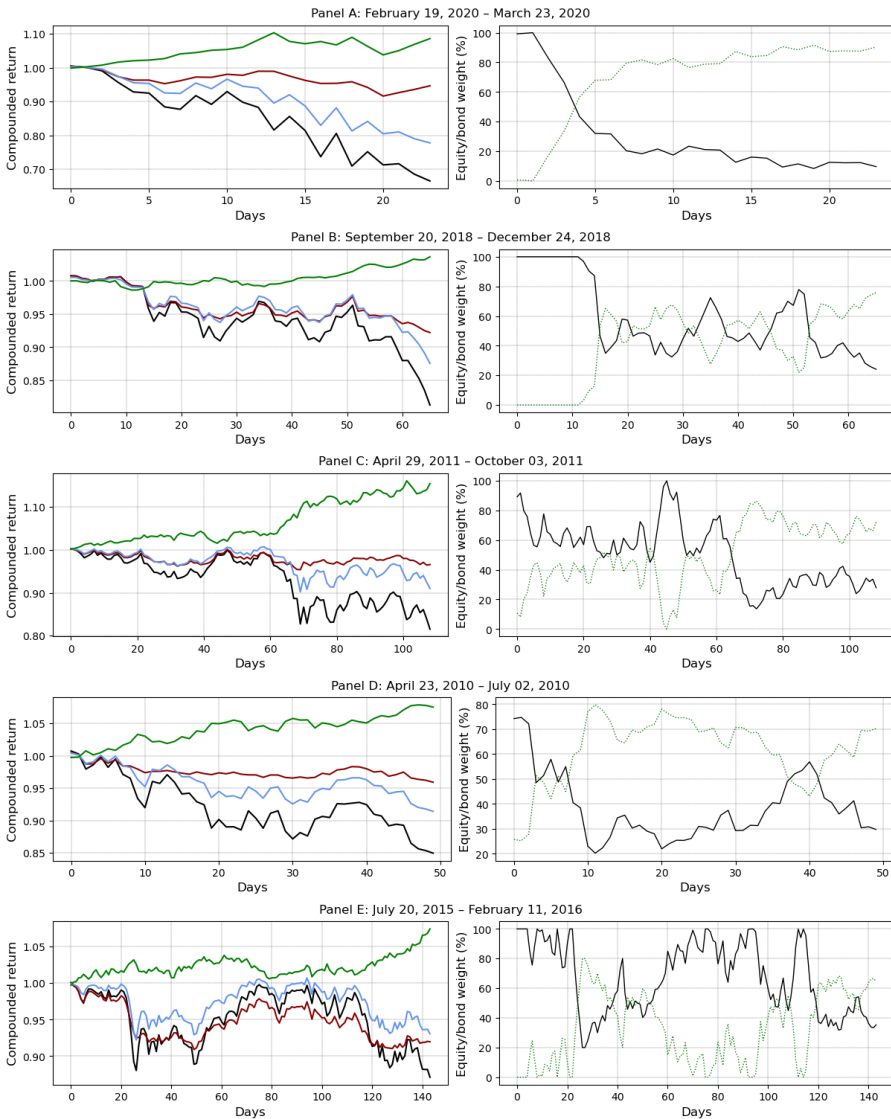 Panel A: February 19, 2020 – March 23, 2020
Compounded return
1.10
1.00
0.90
0.80
0.70
0 5 10 15 20
Days
Equity/bond weight (%)
100
80
60
40
20
0
0 5 10 15 20
Days
Panel B: September 20, 2018 – December 24, 2018
Compounded return
1.00
0.95
0.90
0.85
0 10 20 30 40 50 60
Days
Equity/bond weight (%)
100
80
60
40
20
0
0 10 20 30 40 50 60
Days
Panel C: April 29, 2011 – October 03, 2011
Compounded return
1.10
1.00
0.90
0.80
0 20 40 60 80 100
Days
Equity/bond weight (%)
100
80
60
40
20
0
0 20 40 60 80 100
Days
Panel D: April 23, 2010 – July 02, 2010
Compounded return
1.05
1.00
0.95
0.90
0.85
0 10 20 30 40 50
Days
Equity/bond weight (%)
80
70
60
50
40
30
20
0 10 20 30 40 50
Days
Panel E: July 20, 2015 – February 11, 2016
Compounded return
1.05
1.00
0.95
0.90
0 20 40 60 80 100 120 140
Days
Equity/bond weight (%)
100
80
60
40
20
0
0 20 40 60 80 100 120 140
Days